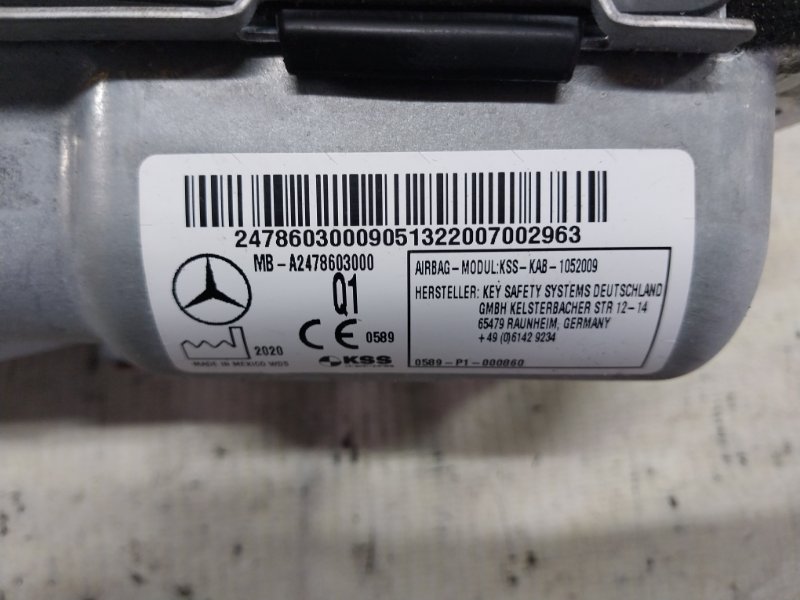 24786030009051322007002963
MB-A2478603000
Q1
CE 0589
2020
MADE IN MEXICO WDS
KSS
AIRBAG-MODUL:KSS-KAB-1052009
HERSTELLER: KEY SAFETY SYSTEMS DEUTSCHLAND
GMBH KELSTERBACHER STR 12-14
65479 RAUNHEIM, GERMANY
+49 (0)6142 9234
0589-P1-000860